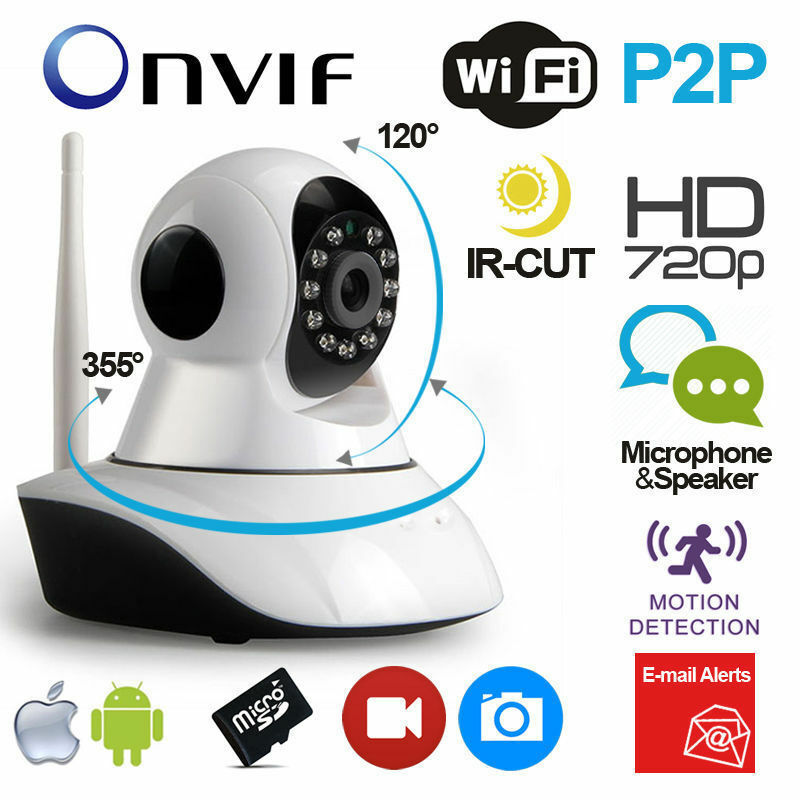 ONVIF
WiFi
P2P
120°
IR-CUT
HD
720p
355°
Microphone
&Speaker
MOTION
DETECTION
E-mail Alerts
micro
SD